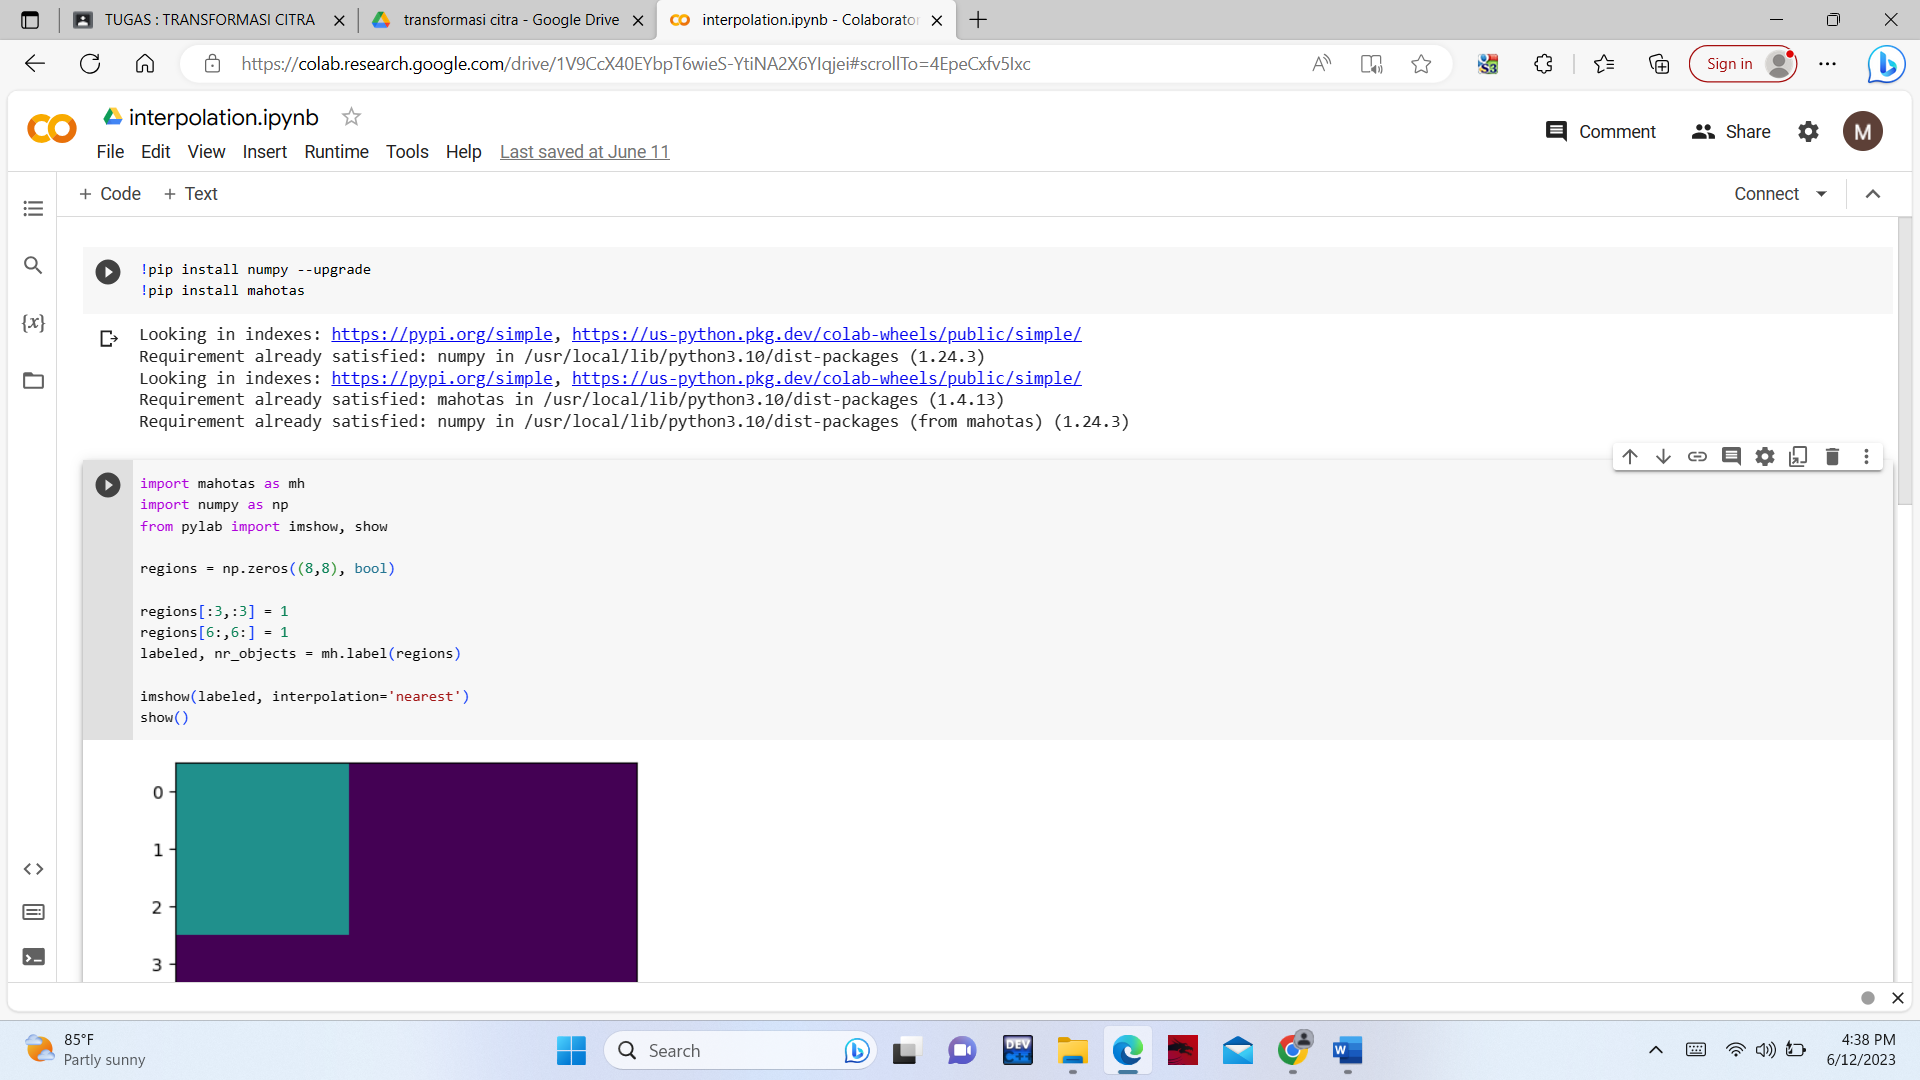 TUGAS : TRANSFORMASI CITRA
transformasi citra - Google Drive
interpolation.ipynb - Colaborator
https://colab.research.google.com/drive/1V9CcX40EYbpT6wieS-YtiNA2X6YIqjei#scrollTo=4EpeCxfv5Ixc
Sign in
interpolation.ipynb
Comment
Share
M
File Edit View Insert Runtime Tools Help Last saved at June 11
+ Code + Text
Connect
!pip install numpy --upgrade
!pip install mahotas
Looking in indexes: https://pypi.org/simple, https://us-python.pkg.dev/colab-wheels/public/simple/
Requirement already satisfied: numpy in /usr/local/lib/python3.10/dist-packages (1.24.3)
Looking in indexes: https://pypi.org/simple, https://us-python.pkg.dev/colab-wheels/public/simple/
Requirement already satisfied: mahotas in /usr/local/lib/python3.10/dist-packages (1.4.13)
Requirement already satisfied: numpy in /usr/local/lib/python3.10/dist-packages (from mahotas) (1.24.3)
import mahotas as mh
import numpy as np
from pylab import imshow, show
regions = np.zeros((8,8), bool)
regions[:3,:3] = 1
regions[6:,6:] = 1
labeled, nr_objects = mh.label(regions)
imshow(labeled, interpolation='nearest')
show()
0
1
2
3
85°F
Partly sunny
Search
DEV
C++
W
4:38 PM
6/12/2023